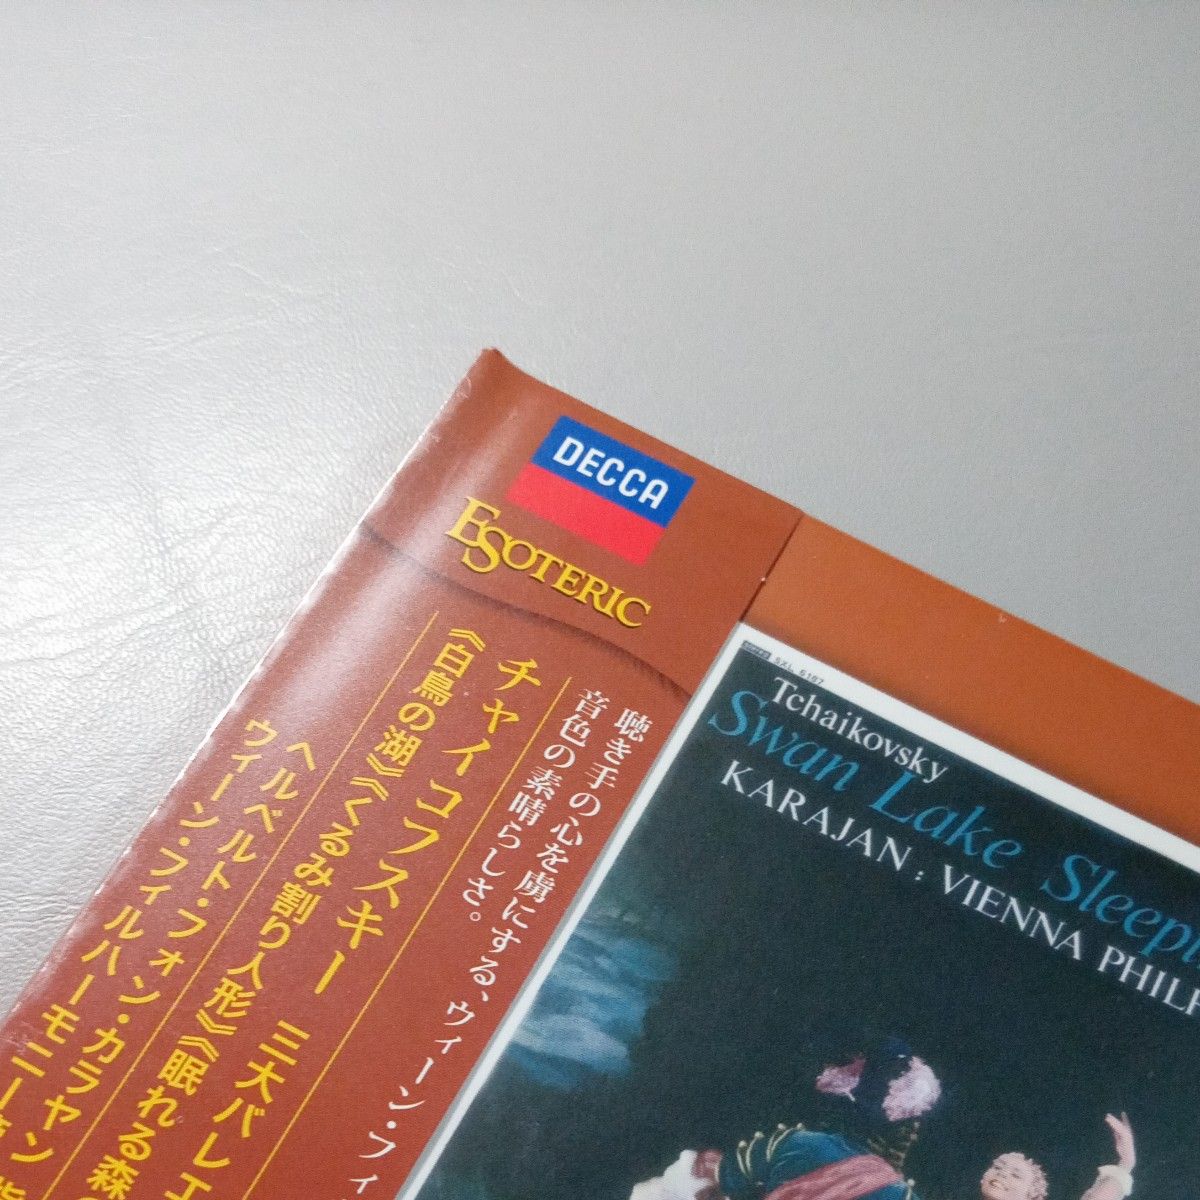 DECCA
ESOTERIC
聴き手の心を虜にする、ウィーン・フィ
音色の素晴らしさ。
チャイコフスキー 三大バレエ
《白鳥の湖》《くるみ割り人形》《眠れる森の
ヘルベルト・フォン・カラヤン
ウィーン・フィルハーモニー
SXL 6187
Tchaikovsky
Swan Lake Sleepi
KARAJAN : VIENNA PHILH